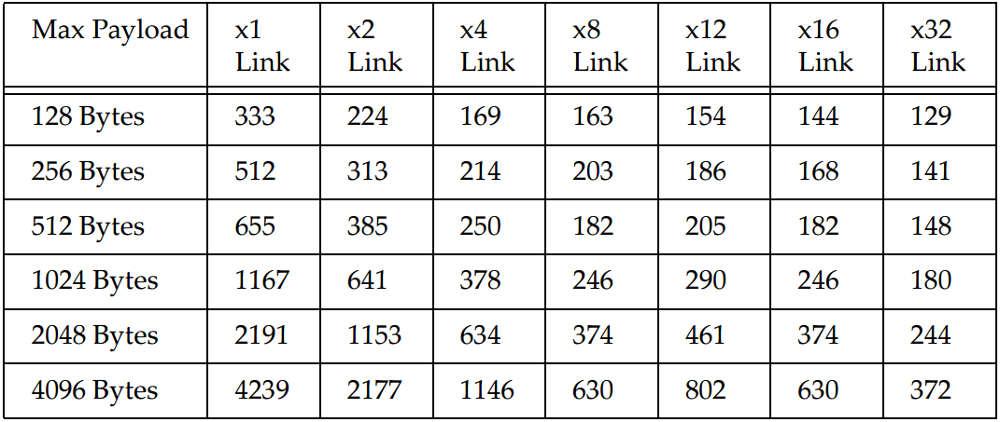 Max Payload x1 Link x2 Link x4 Link x8 Link x12 Link x16 Link x32 Link
128 Bytes 333 224 169 163 154 144 129
256 Bytes 512 313 214 203 186 168 141
512 Bytes 655 385 250 182 205 182 148
1024 Bytes 1167 641 378 246 290 246 180
2048 Bytes 2191 1153 634 374 461 374 244
4096 Bytes 4239 2177 1146 630 802 630 372